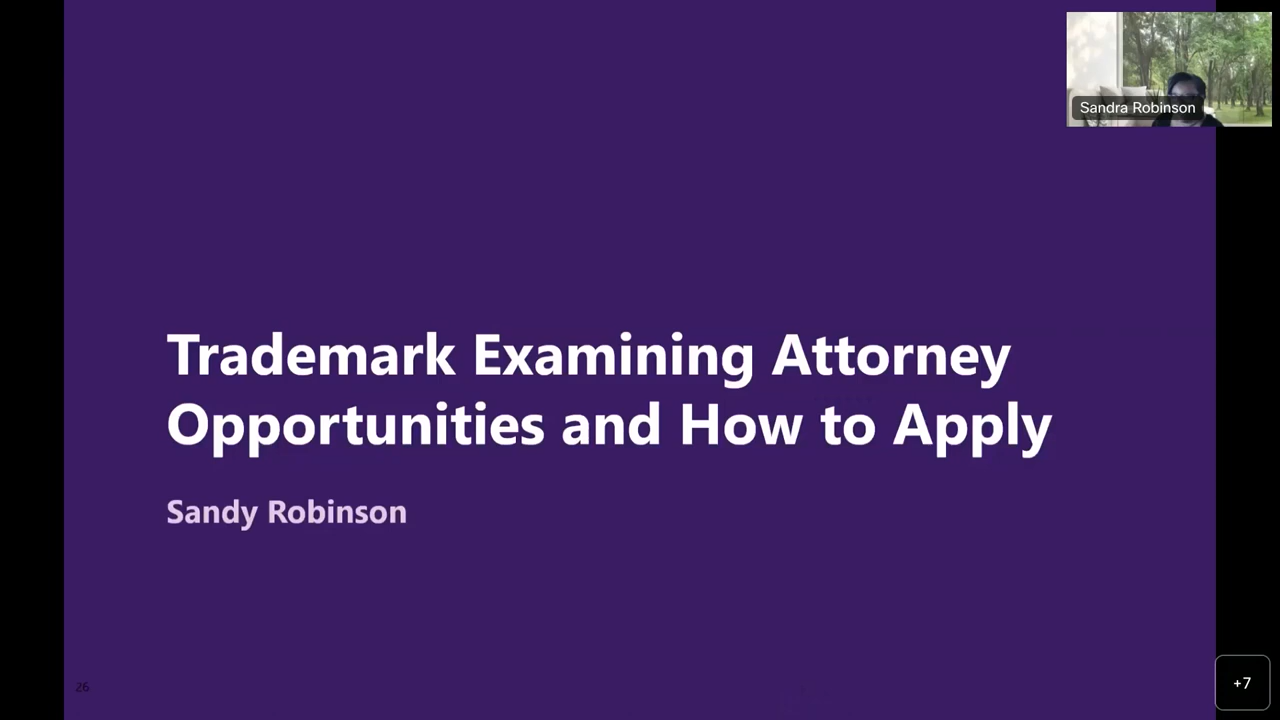 Sandra Robinson
Trademark Examining Attorney
Opportunities and How to Apply
Sandy Robinson
26
+7